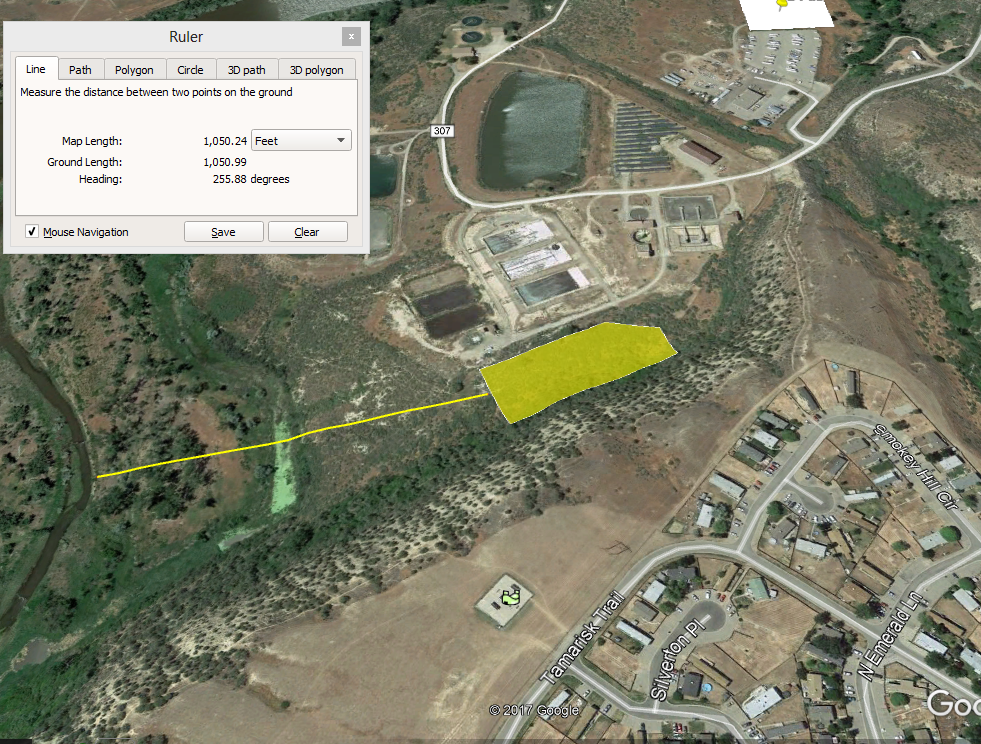 Ruler
x
Line Path Polygon Circle 3D path 3D polygon
Measure the distance between two points on the ground
Map Length: 1,050.24 Feet
Ground Length: 1,050.99
Heading: 255.88 degrees
Mouse Navigation Save Clear
307
Smokey Hill Cir
Tamarisk Trail
Silverton Pl
N Emerald Ln
© 2017 Google
Goo